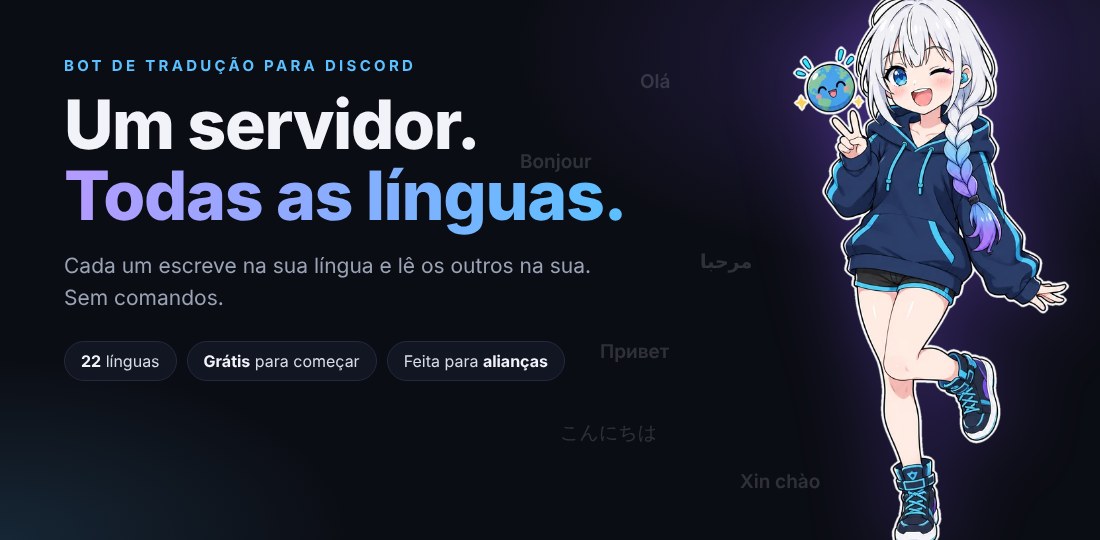 BOT DE TRADUÇÃO PARA DISCORD
Olá
Um servidor.
Bonjour
Todas as línguas.
Cada um escreve na sua língua e lê os outros na sua.
مرحبا
Sem comandos.
22 línguas
Grátis para começar
Feita para alianças
Привет
こんにちは
Xin chào